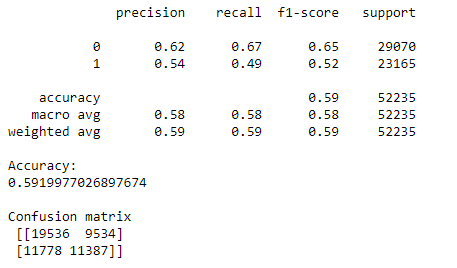 precision recall f1-score support
0 0.62 0.67 0.65 29070
1 0.54 0.49 0.52 23165
accuracy 0.59 52235
macro avg 0.58 0.58 0.58 52235
weighted avg 0.59 0.59 0.59 52235
Accuracy:
0.5919977026897674
Confusion matrix
[[19536 9534]
[11778 11387]]